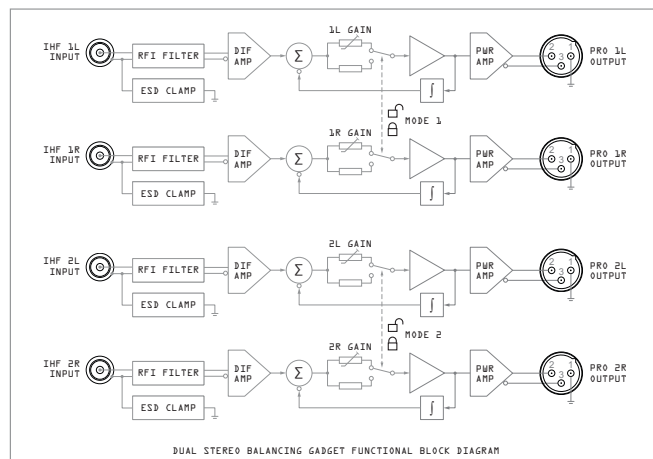 1L GAIN
IHF 1L
INPUT
RFI FILTER
DIF
AMP
Σ
PWR
AMP
2 1
3
PRO 1L
OUTPUT
ESD CLAMP
∫
MODE 1
1R GAIN
IHF 1R
INPUT
RFI FILTER
DIF
AMP
Σ
PWR
AMP
2 1
3
PRO 1R
OUTPUT
ESD CLAMP
∫
2L GAIN
IHF 2L
INPUT
RFI FILTER
DIF
AMP
Σ
PWR
AMP
2 1
3
PRO 2L
OUTPUT
ESD CLAMP
∫
MODE 2
2R GAIN
IHF 2R
INPUT
RFI FILTER
DIF
AMP
Σ
PWR
AMP
2 1
3
PRO 2R
OUTPUT
ESD CLAMP
∫
DUAL STEREO BALANCING GADGET FUNCTIONAL BLOCK DIAGRAM